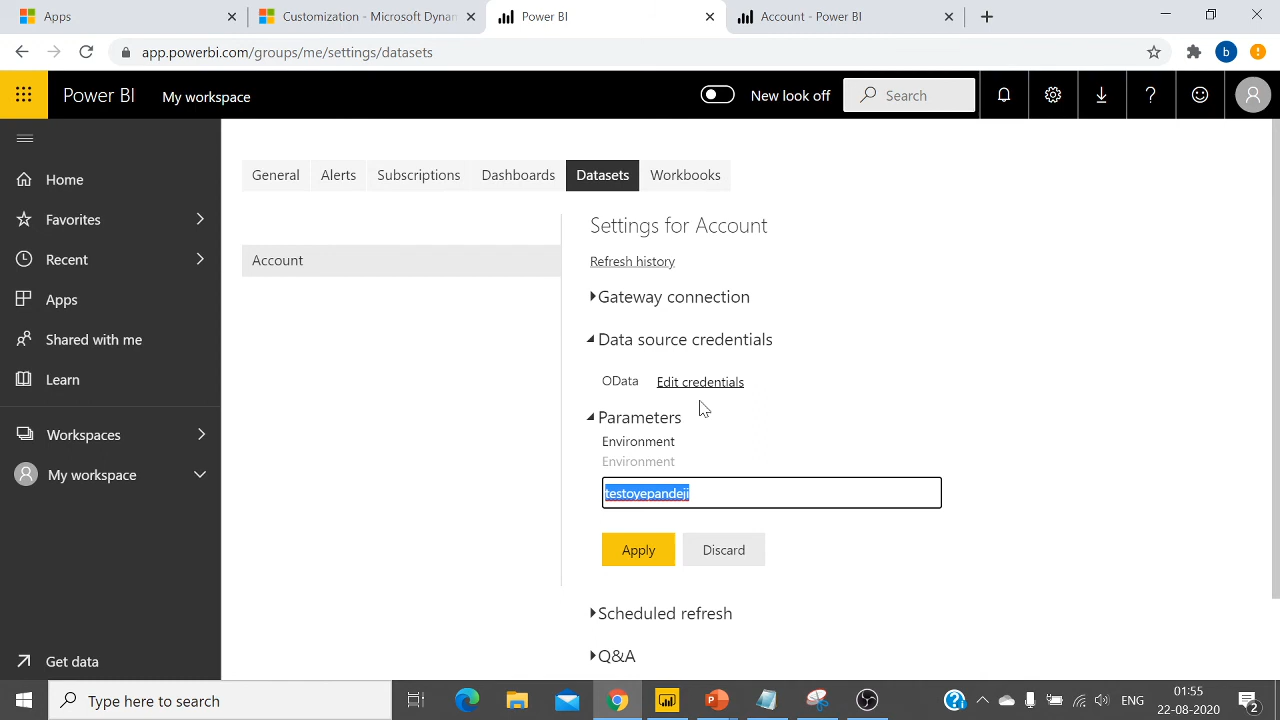 Apps
Customization - Microsoft Dynam
Power BI
Account - Power BI
app.powerbi.com/groups/me/settings/datasets
b
Power BI
My workspace
New look off
Search
Home
Favorites
Recent
Apps
Shared with me
Learn
Workspaces
My workspace
Get data
General
Alerts
Subscriptions
Dashboards
Datasets
Workbooks
Account
Settings for Account
Refresh history
Gateway connection
Data source credentials
OData Edit credentials
Parameters
Environment
Environment
testoyepandeji
Apply
Discard
Scheduled refresh
Q&A
Type here to search
ENG
01:55
22-08-2020
2